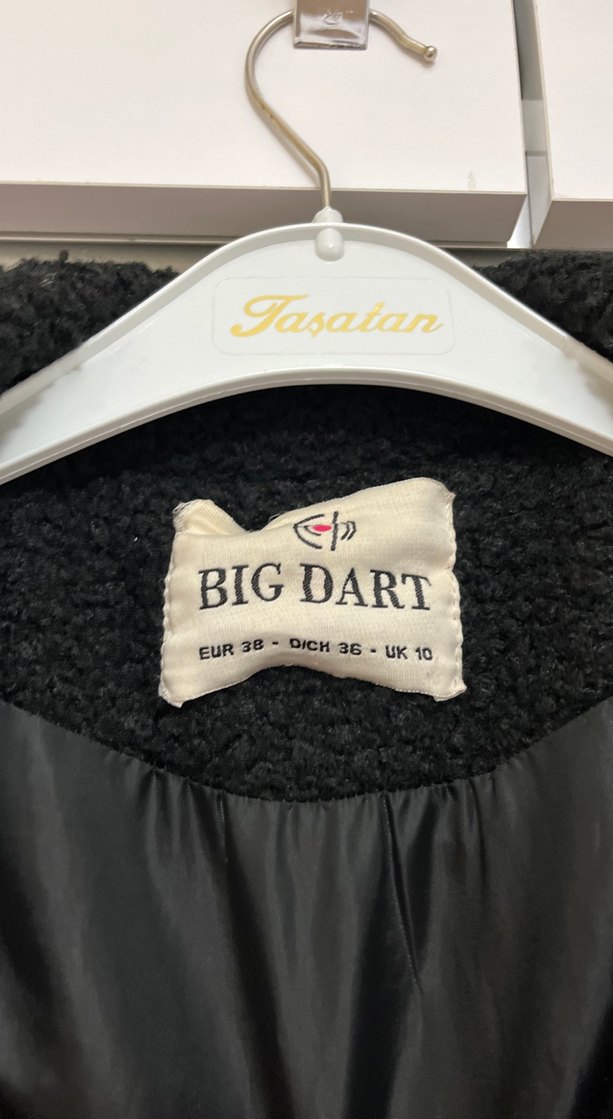 Taşatan
BIG DART
EUR 38 - D/CH 36 - UK 10